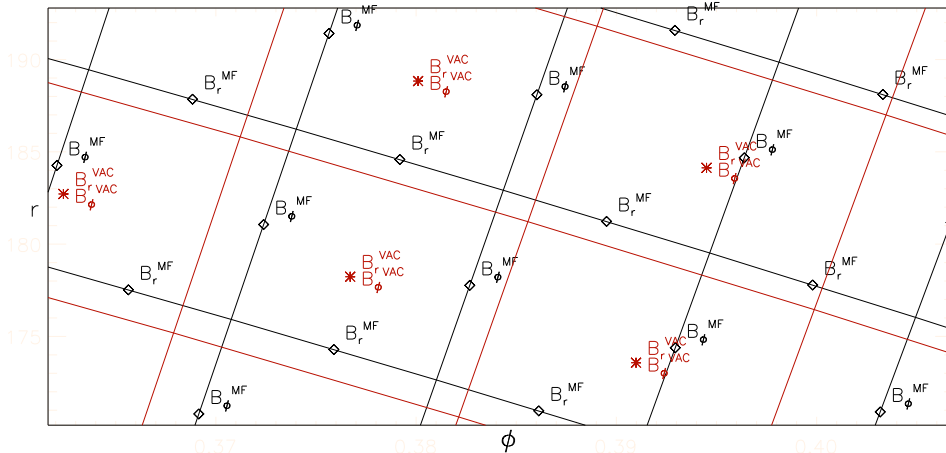 B_φ^MF
B_r^MF
190
B_r^VAC
B_φ^VAC
B_r^MF
B_φ^MF
B_r^MF
B_r^MF
B_φ^MF
185
B_φ^MF
B_r^MF
B_r^VAC
B_φ^VAC
B_r^VAC
B_φ^VAC
r
B_φ^MF
B_r^MF
180
B_r^MF
B_r^VAC
B_φ^VAC
B_φ^MF
B_r^MF
175
B_r^MF
B_φ^MF
B_r^VAC
B_φ^VAC
B_φ^MF
B_r^MF
B_φ^MF
0.37
0.38
0.39
0.40
φ